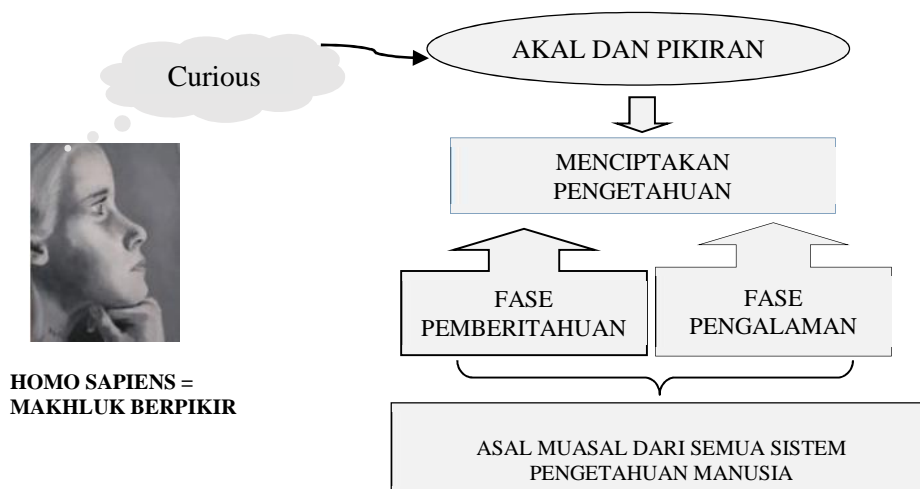 Curious
AKAL DAN PIKIRAN
MENCIPTAKAN
PENGETAHUAN
FASE
PEMBERITAHUAN
FASE
PENGALAMAN
HOMO SAPIENS =
MAKHLUK BERPIKIR
ASAL MUASAL DARI SEMUA SISTEM
PENGETAHUAN MANUSIA